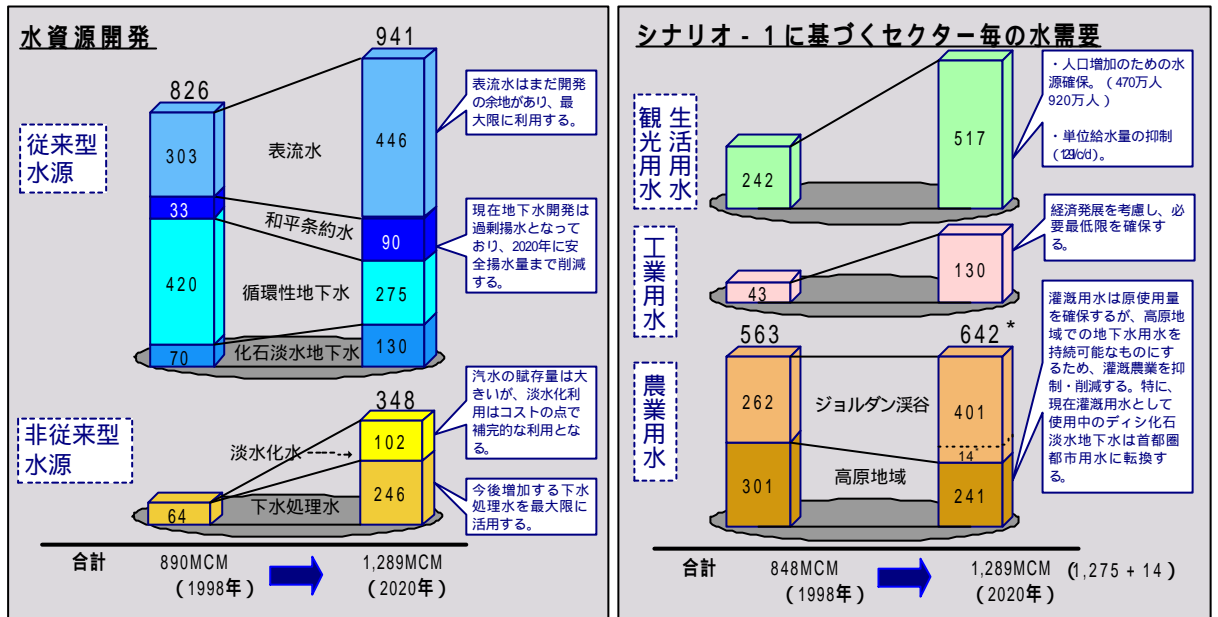 水資源開発
826
941
従来型
水源
303
446
表流水
33
90
和平条約水
420
275
循環性地下水
70
130
化石淡水地下水
表流水はまだ開発
の余地があり、最
大限に利用する。
現在地下水開発は
過剰揚水となって
おり、2020年に安
全揚水量まで削減
する。
非従来型
水源
348
淡水化水
102
246
64
下水処理水
汽水の賦存量は大
きいが、淡水化利
用はコストの点で
補完的な利用とな
る。
今後増加する下水
処理水を最大限に
活用する。
合計
890MCM
(1998年)
1,289MCM
(2020年)
シナリオ - 1に基づくセクター毎の水需要
生活用水
観光用水
242
517
・人口増加のための水
源確保。(470万人
920万人)
・単位給水量の抑制
工業用水
43
130
経済発展を考慮し、必
要最低限を確保す
る。
農業用水
563
642 *
262
401
ジョルダン渓谷
14*
301
241
高原地域
灌漑用水は原使用量
を確保するが、高原地
域での地下水用水を
持続可能なものにす
るため、灌漑農業を抑
制・削減する。特に、
現在灌漑用水として
使用中のディシ化石
淡水地下水は首都圏
都市用水に転換す
る。
合計
848MCM
(1998年)
1,289MCM
(2020年)
(1,275 + 14)